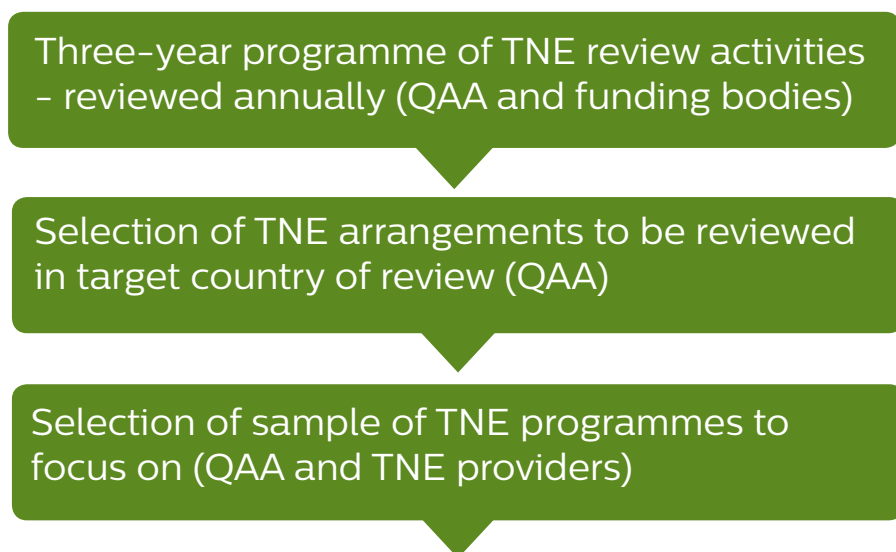 Three-year programme of TNE review activities
- reviewed annually (QAA and funding bodies)
Selection of TNE arrangements to be reviewed
in target country of review (QAA)
Selection of sample of TNE programmes to
focus on (QAA and TNE providers)